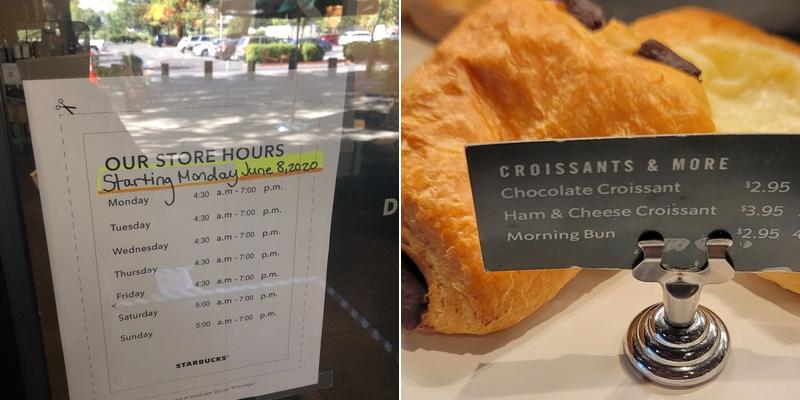 OUR STORE HOURS
Starting Monday June 8, 2020
Monday 4:30 a.m - 7:00 p.m.
Tuesday 4:30 a.m - 7:00 p.m.
Wednesday 4:30 a.m - 7:00 p.m.
Thursday 4:30 a.m - 7:00 p.m.
Friday 4:30 a.m - 7:00 p.m.
Saturday 5:00 a.m - 7:00 p.m.
Sunday 5:00 a.m - 7:00 p.m.
STARBUCKS
CROISSANTS & MORE
Chocolate Croissant $2.95
Ham & Cheese Croissant $3.95
Morning Bun $2.95 4